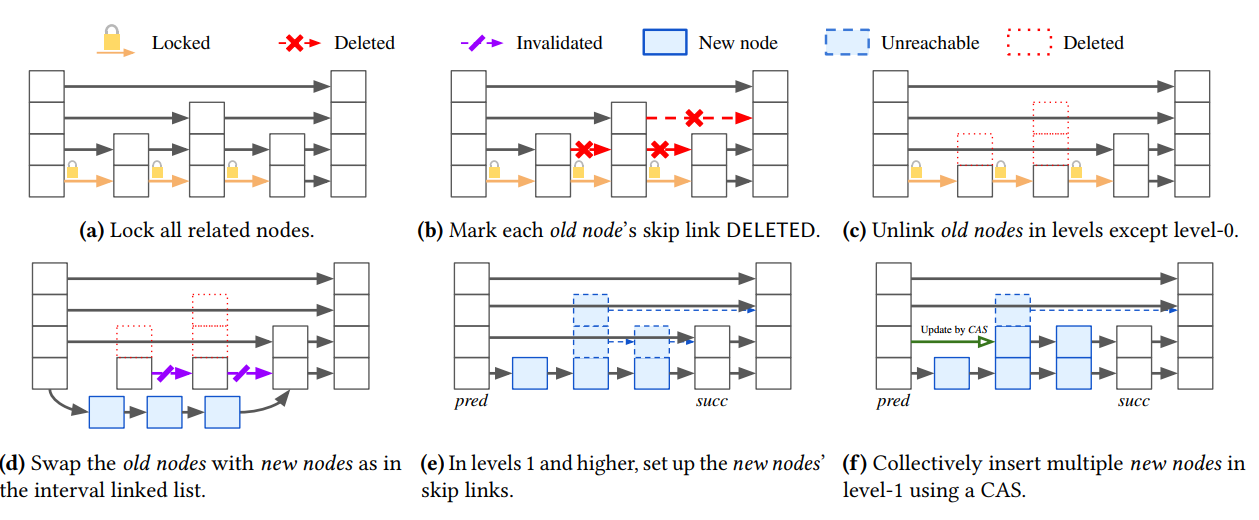 Locked Deleted Invalidated New node Unreachable Deleted
(a) Lock all related nodes.
(b) Mark each old node's skip link DELETED.
(c) Unlink old nodes in levels except level-0.
pred succ
Update by CAS
pred succ
(d) Swap the old nodes with new nodes as in
the interval linked list.
(e) In levels 1 and higher, set up the new nodes'
skip links.
(f) Collectively insert multiple new nodes in
level-1 using a CAS.